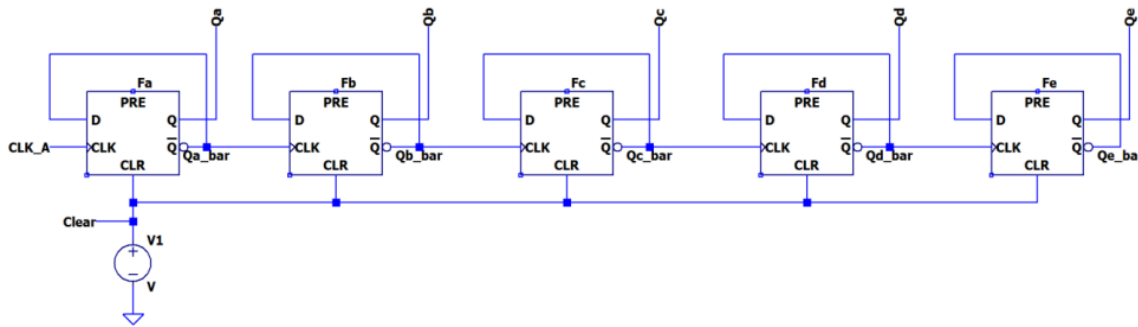 Qa
Qb
Qc
Qd
Qe
Fa
PRE
D
Q
CLK_A
CLK
Q̅
Qa_bar
CLR
Fb
PRE
D
Q
CLK
Q̅
Qb_bar
CLR
Fc
PRE
D
Q
CLK
Q̅
Qc_bar
CLR
Fd
PRE
D
Q
CLK
Q̅
Qd_bar
CLR
Fe
PRE
D
Q
CLK
Q̅
Qe_ba
CLR
Clear
V1
+
−
V